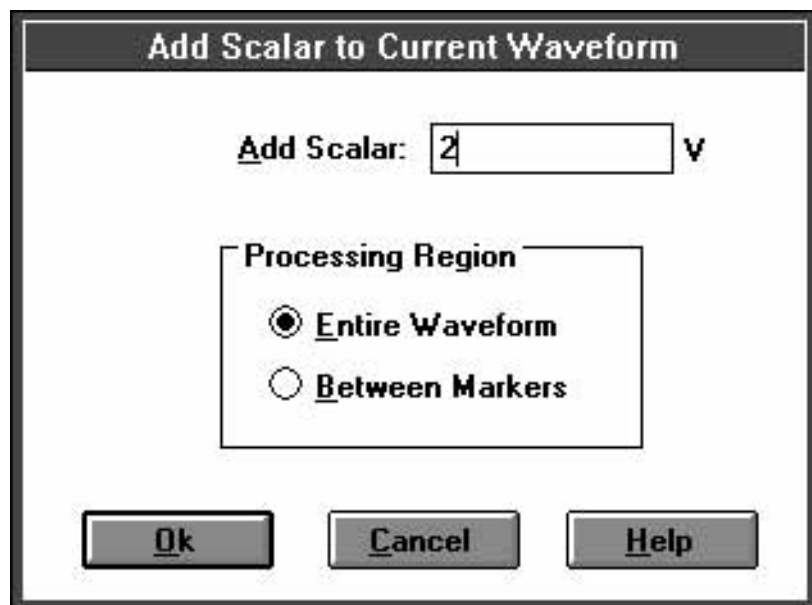 Add Scalar to Current Waveform
Add Scalar: 2 V
Processing Region
Entire Waveform
Between Markers
Ok Cancel Help